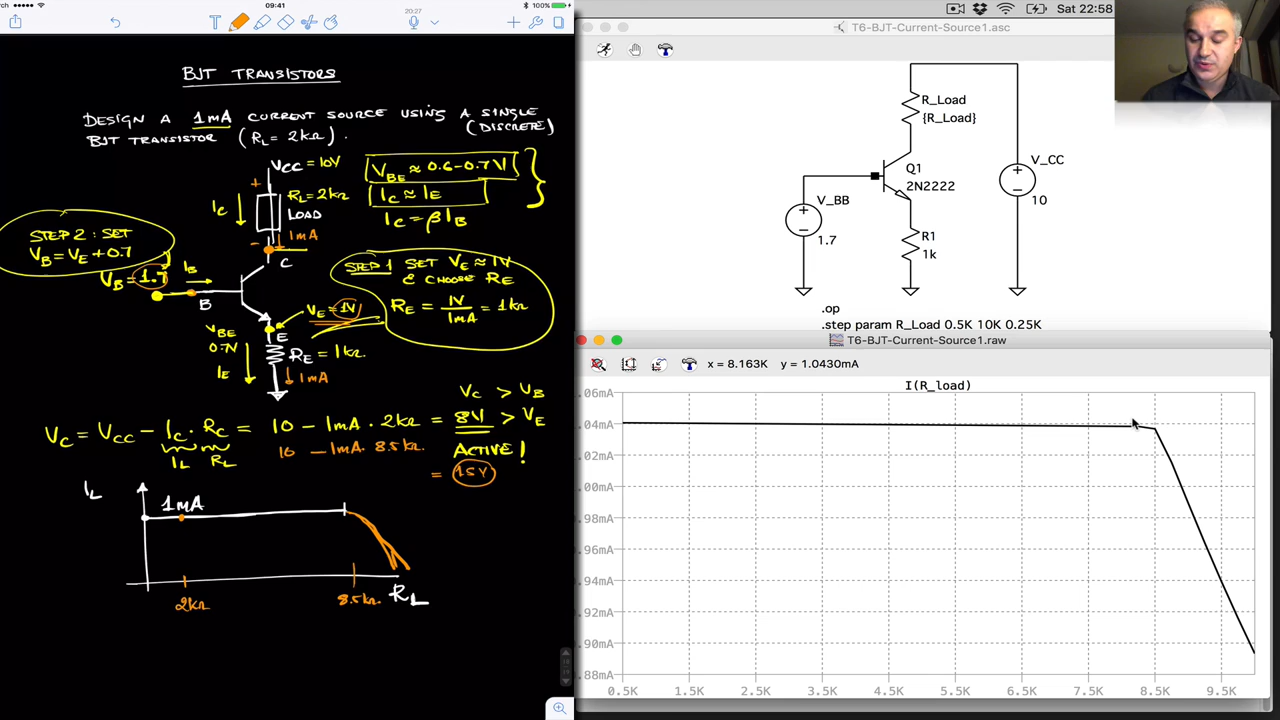 rch
09:41
100%
20:27
BJT TRANSISTORS
DESIGN A 1mA CURRENT SOURCE USING A SINGLE
(DISCRETE)
BJT TRANSISTOR (RL = 2kΩ).
VCC = 10V
+
IC
RL = 2kΩ
LOAD
1mA
-
C
VBE ≈ 0.6-0.7V
IC ≈ IE
IC = β IB
STEP 2: SET
VB = VE + 0.7
VB = 1.7
IB
B
STEP 1 SET VE ≈ 1V
& CHOOSE RE
RE = 1V/1mA = 1kΩ
VE = 1V
VBE
0.7V
E
IE
RE = 1kΩ.
1mA
VC > VB
VC = VCC - IC . RC = 10 - 1mA . 2kΩ = 8V > VE
IL RL
10 - 1mA. 8.5kΩ.
ACTIVE!
= 1.5V
IL
1mA
2kΩ
8.5kΩ
RL
Sat 22:58
T6-BJT-Current-Source1.asc
R_Load
{R_Load}
Q1
2N2222
V_CC
10
V_BB
1.7
R1
1k
.op
.step param R_Load 0.5K 10K 0.25K
T6-BJT-Current-Source1.raw
x = 8.163K y = 1.0430mA
I(R_load)
.06mA
.04mA
.02mA
.00mA
0.98mA
0.96mA
0.94mA
0.92mA
0.90mA
0.88mA
0.5K 1.5K 2.5K 3.5K 4.5K 5.5K 6.5K 7.5K 8.5K 9.5K